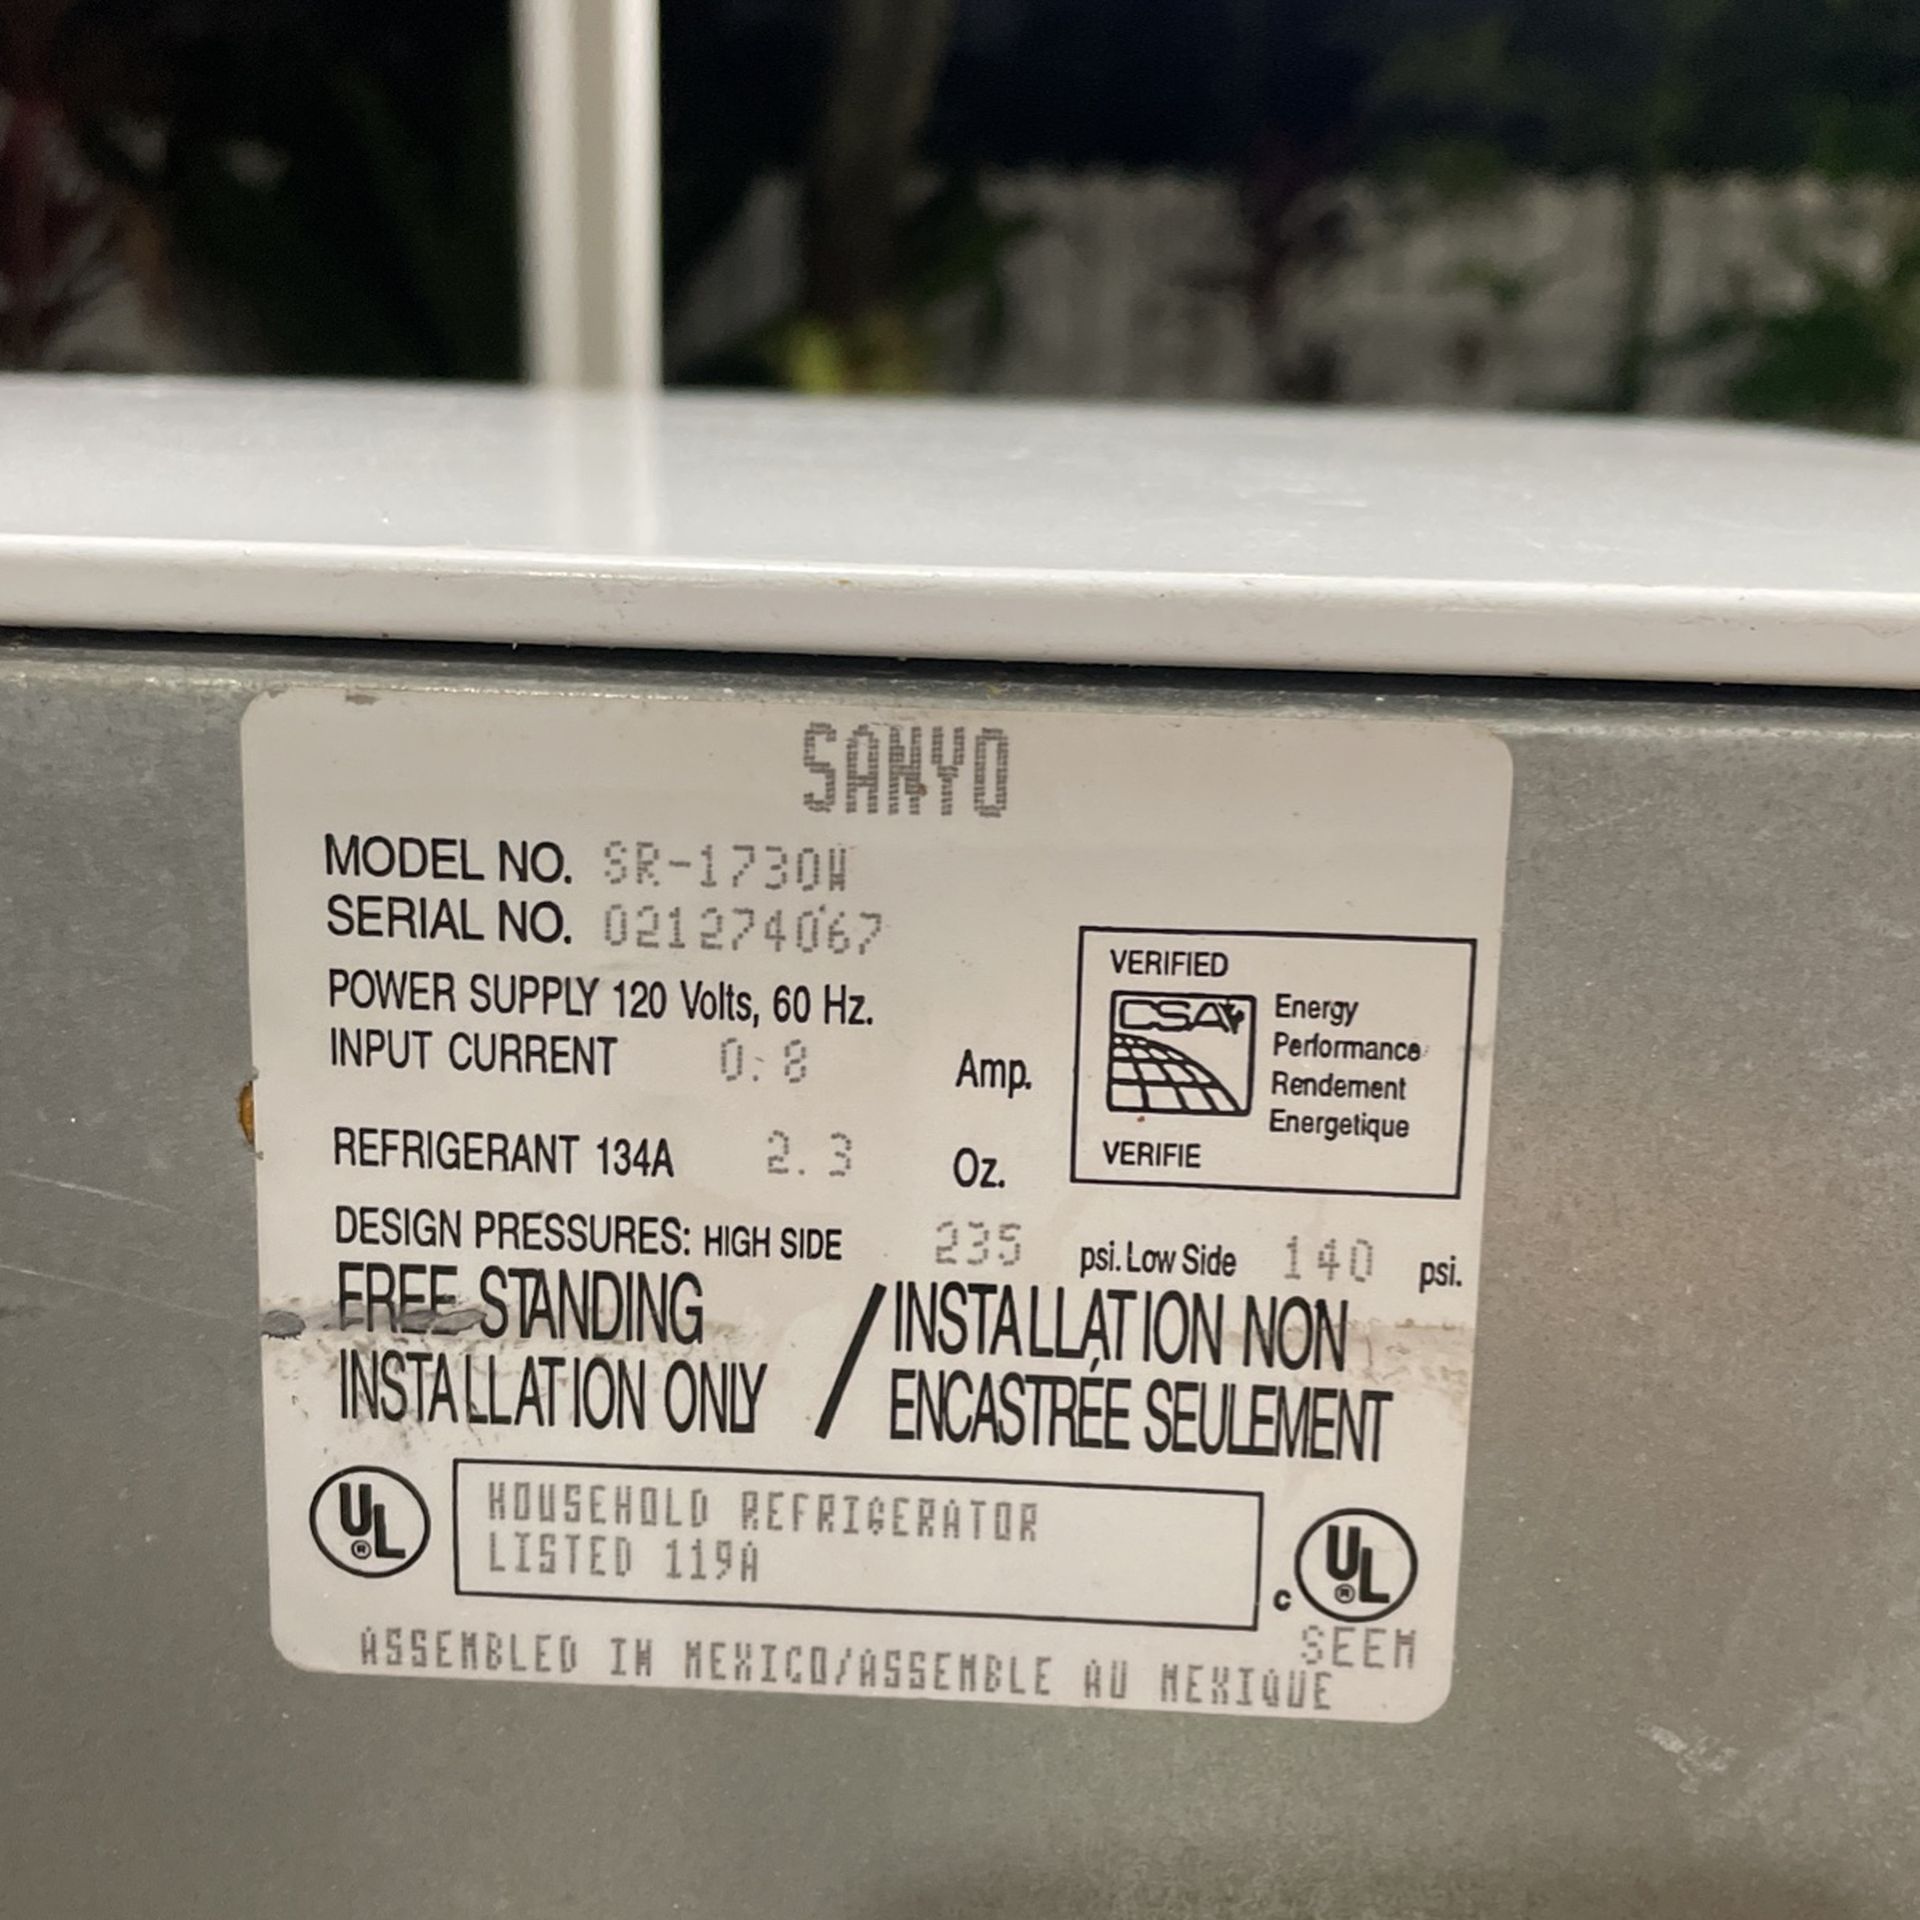 SANYO
MODEL NO. SR-1730W
SERIAL NO. 021274067
POWER SUPPLY 120 Volts, 60 Hz.
INPUT CURRENT 0.8 Amp.
REFRIGERANT 134A 2.3 Oz.
VERIFIED
CSA
Energy
Performance
Rendement
Energetique
VERIFIE
DESIGN PRESSURES: HIGH SIDE 235 psi. Low Side 140 psi.
FREE STANDING
INSTALLATION ONLY
/
INSTALLATION NON
ENCASTRÉE SEULEMENT
UL®
HOUSEHOLD REFRIGERATOR
LISTED 119A
c UL®
SEEM
ASSEMBLED IN MEXICO/ASSEMBLE AU MEXIQUE